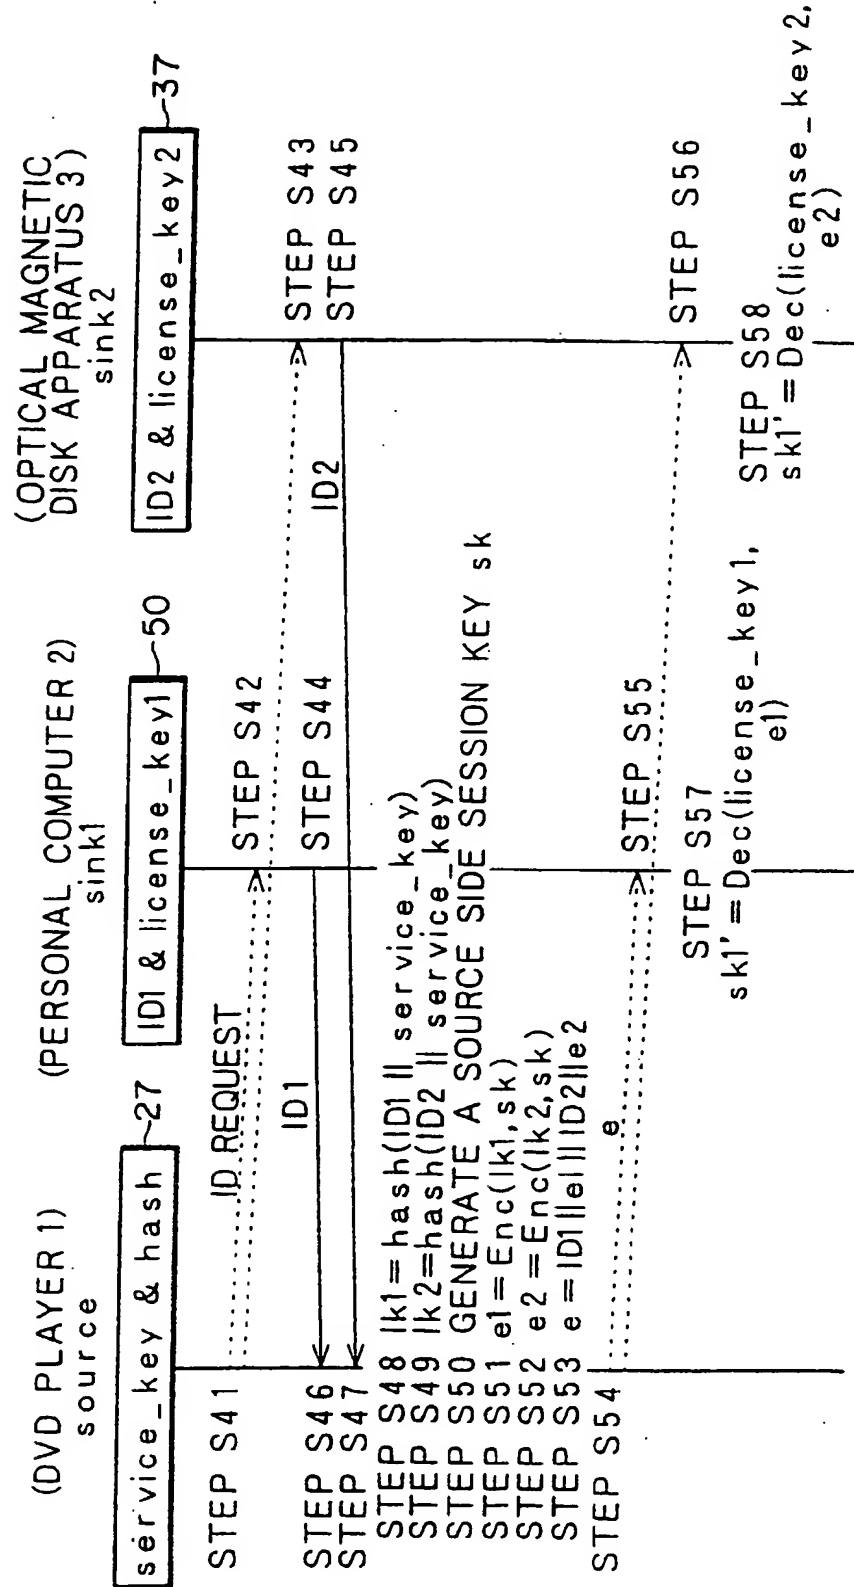 (DVD PLAYER 1)
source
service_key & hash
27
(PERSONAL COMPUTER 2)
sink1
ID1 & license_key1
50
(OPTICAL MAGNETIC
DISK APPARATUS 3)
sink2
ID2 & license_key2
37
STEP S41
ID REQUEST
STEP S42
STEP S43
STEP S44
STEP S45
ID1
ID2
STEP S46
STEP S47
STEP S48 lk1=hash(ID1 || service_key)
STEP S49 lk2=hash(ID2 || service_key)
STEP S50 GENERATE A SOURCE SIDE SESSION KEY sk
STEP S51 e1=Enc(lk1,sk)
STEP S52 e2=Enc(lk2,sk)
STEP S53 e=ID1||e1||ID2||e2
STEP S54
e
STEP S55
STEP S56
STEP S57
sk1'=Dec(license_key1,
e1)
STEP S58
sk1'=Dec(license_key2,
e2)